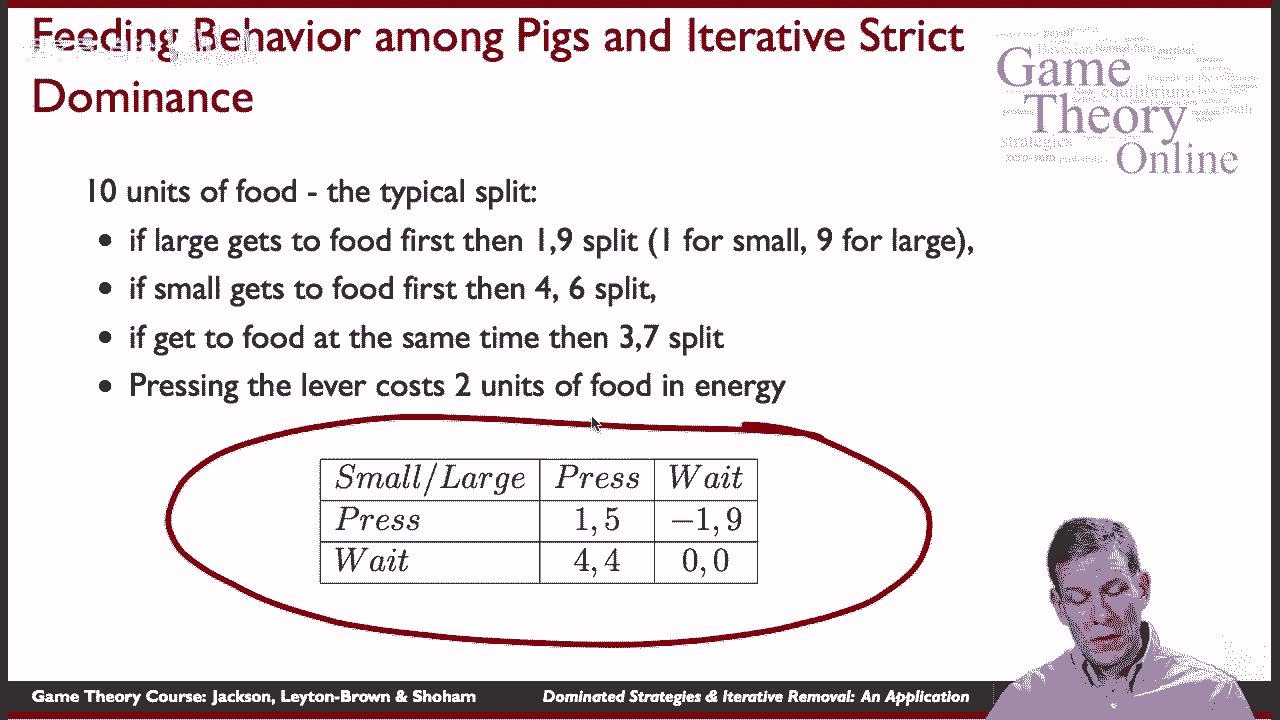 Feeding Behavior among Pigs and Iterative Strict
Dominance
Game
Theory
Online
equilibrium
strategies
zero-sum
10 units of food - the typical split:
• if large gets to food first then 1,9 split (1 for small, 9 for large),
• if small gets to food first then 4, 6 split,
• if get to food at the same time then 3,7 split
• Pressing the lever costs 2 units of food in energy
Small/Large Press Wait
Press 1, 5 −1, 9
Wait 4, 4 0, 0
Game Theory Course: Jackson, Leyton-Brown & Shoham
Dominated Strategies & Iterative Removal: An Application